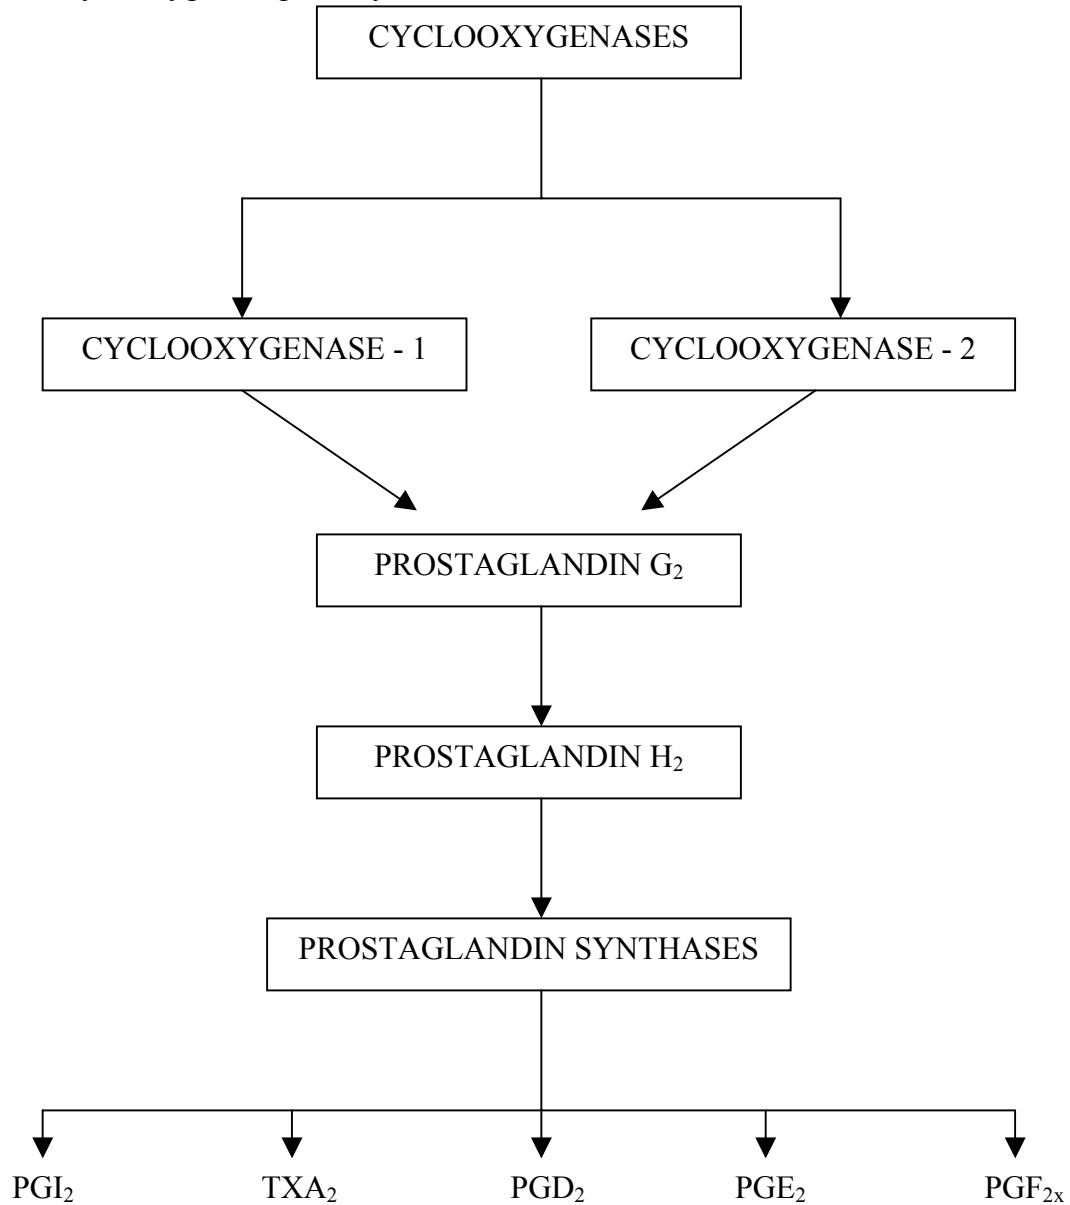 CYCLOOXYGENASES
CYCLOOXYGENASE - 1 CYCLOOXYGENASE - 2
PROSTAGLANDIN G₂
PROSTAGLANDIN H₂
PROSTAGLANDIN SYNTHASES
PGI₂ TXA₂ PGD₂ PGE₂ PGF₂ₓ